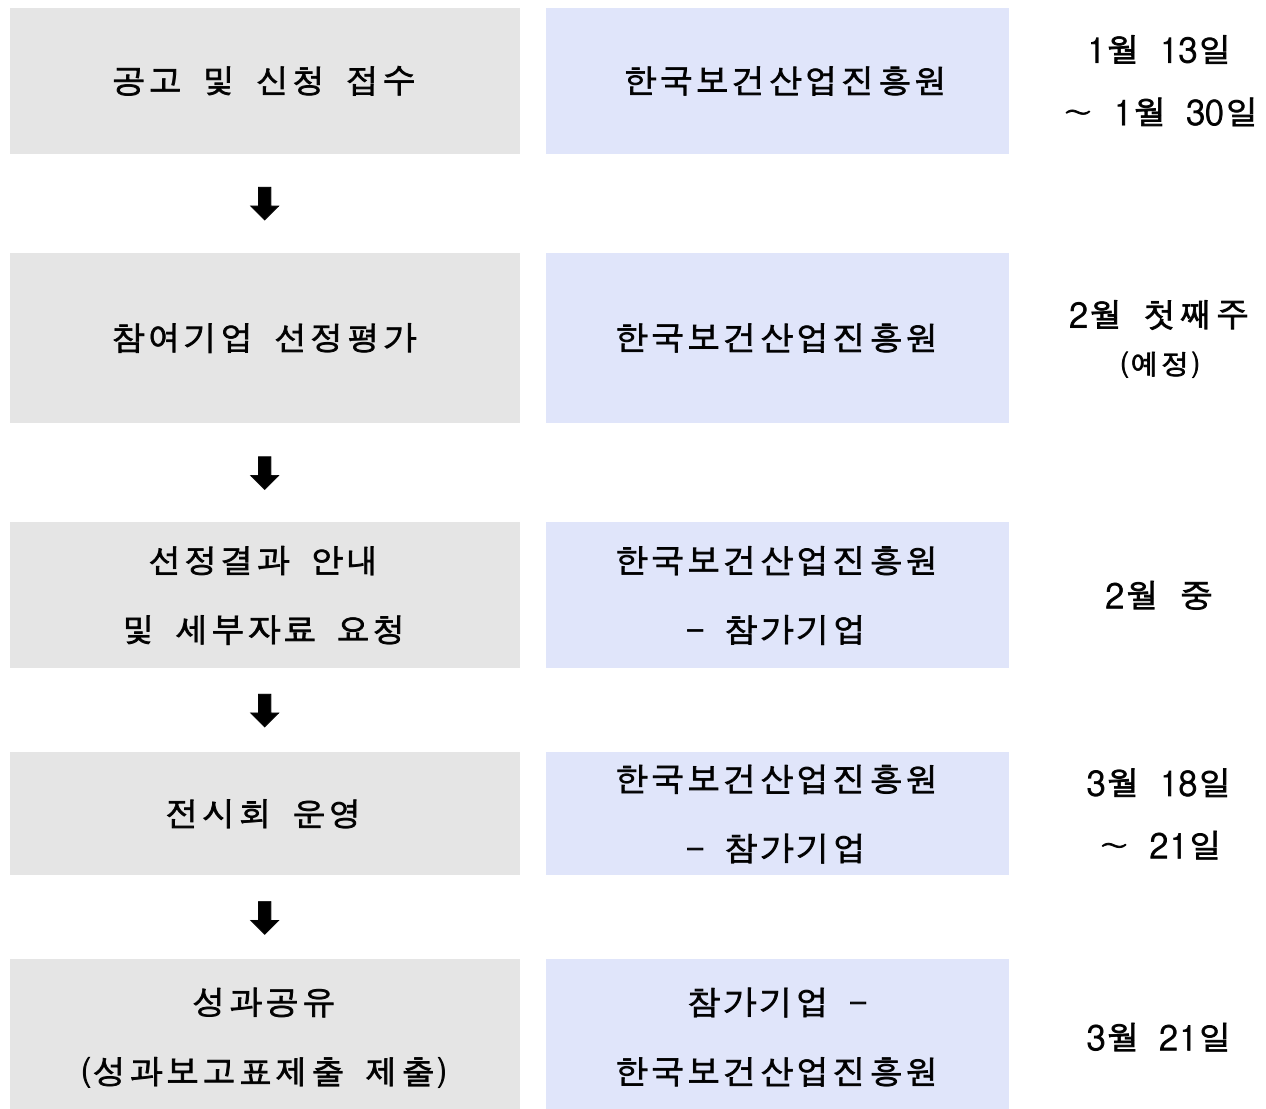 공고 및 신청 접수
한국보건산업진흥원
1월 13일
~ 1월 30일
참여기업 선정평가
한국보건산업진흥원
2월 첫째주
(예정)
선정결과 안내
및 세부자료 요청
한국보건산업진흥원
- 참가기업
2월 중
전시회 운영
한국보건산업진흥원
- 참가기업
3월 18일
~ 21일
성과공유
(성과보고표제출 제출)
참가기업 -
한국보건산업진흥원
3월 21일